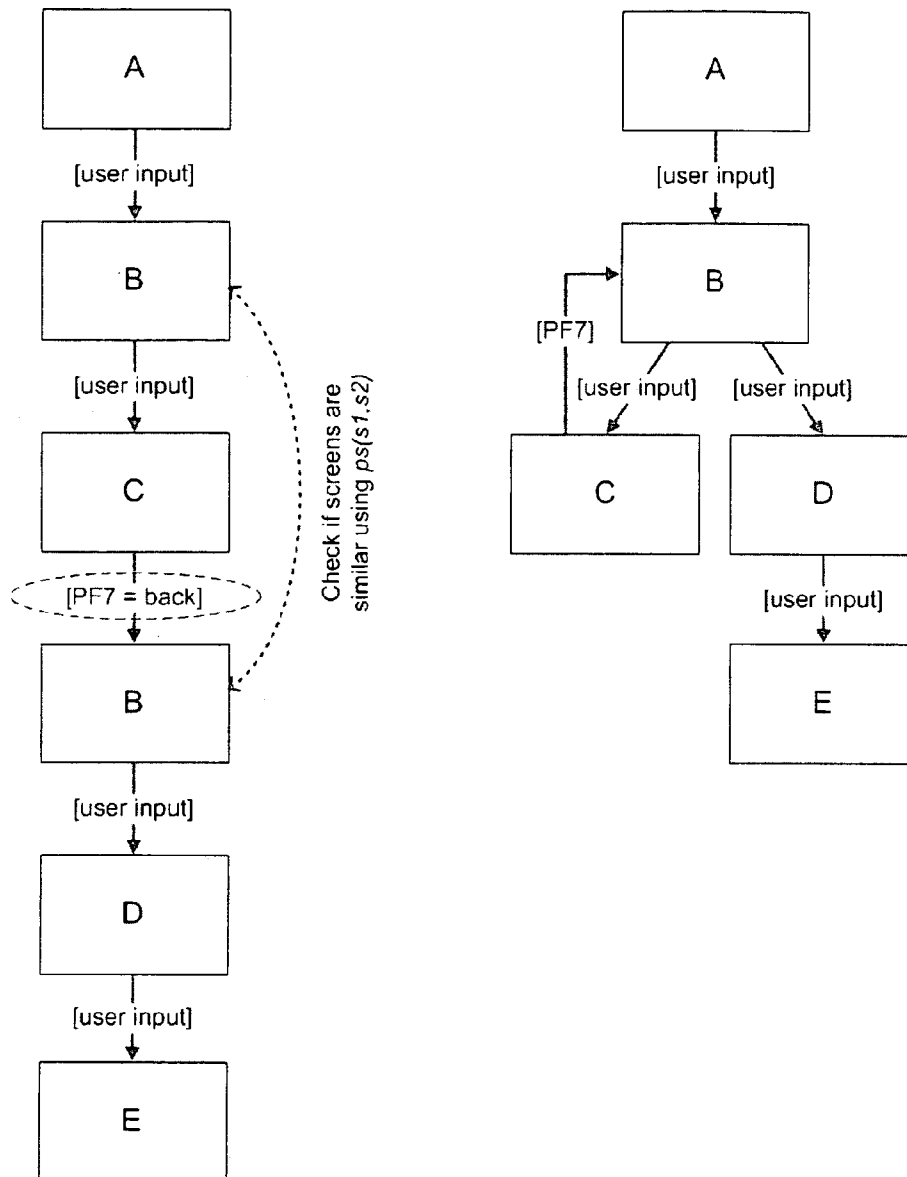 A
[user input]
B
[user input]
C
[PF7 = back]
B
[user input]
D
[user input]
E
Check if screens are
similar using ps(s1,s2)
A
[user input]
B
[PF7]
[user input]
[user input]
C
D
[user input]
E